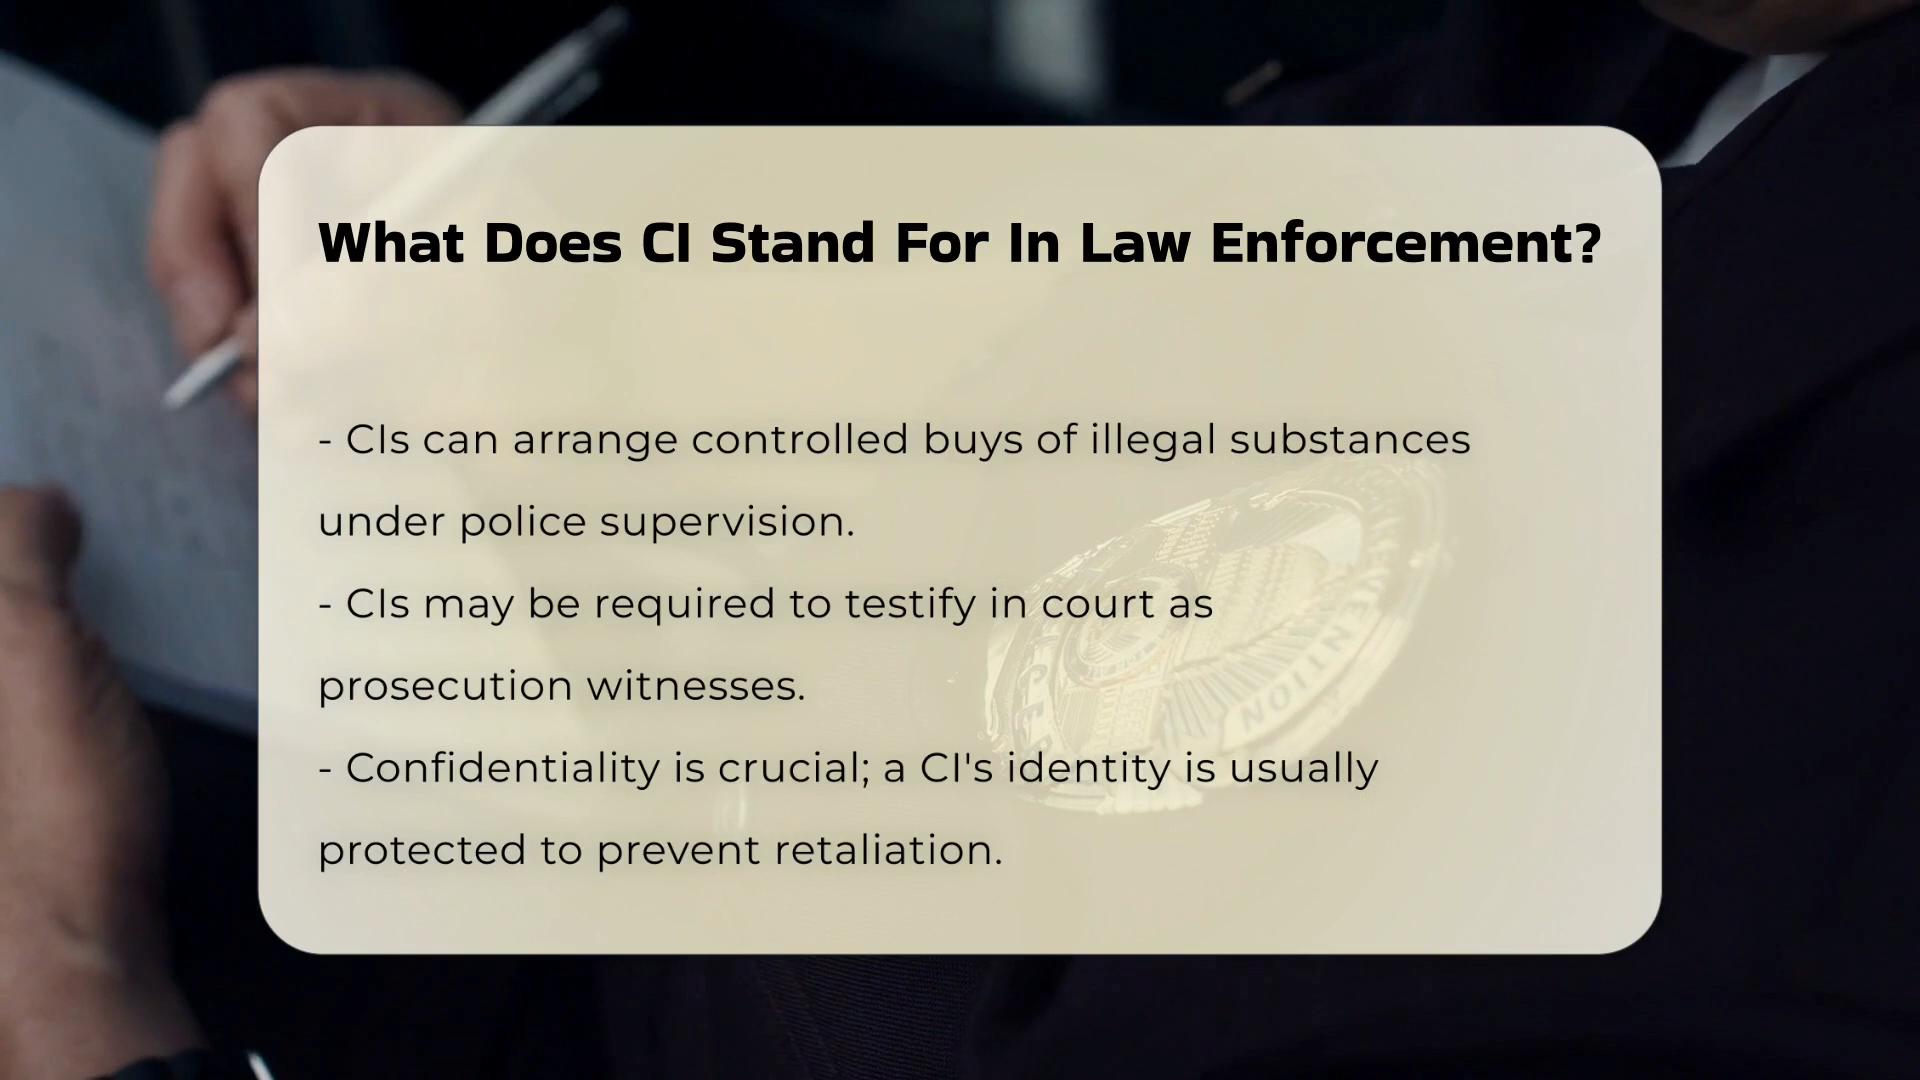 What Does CI Stand For In Law Enforcement?
- CIs can arrange controlled buys of illegal substances
under police supervision.
- CIs may be required to testify in court as
prosecution witnesses.
- Confidentiality is crucial; a CI's identity is usually
protected to prevent retaliation.